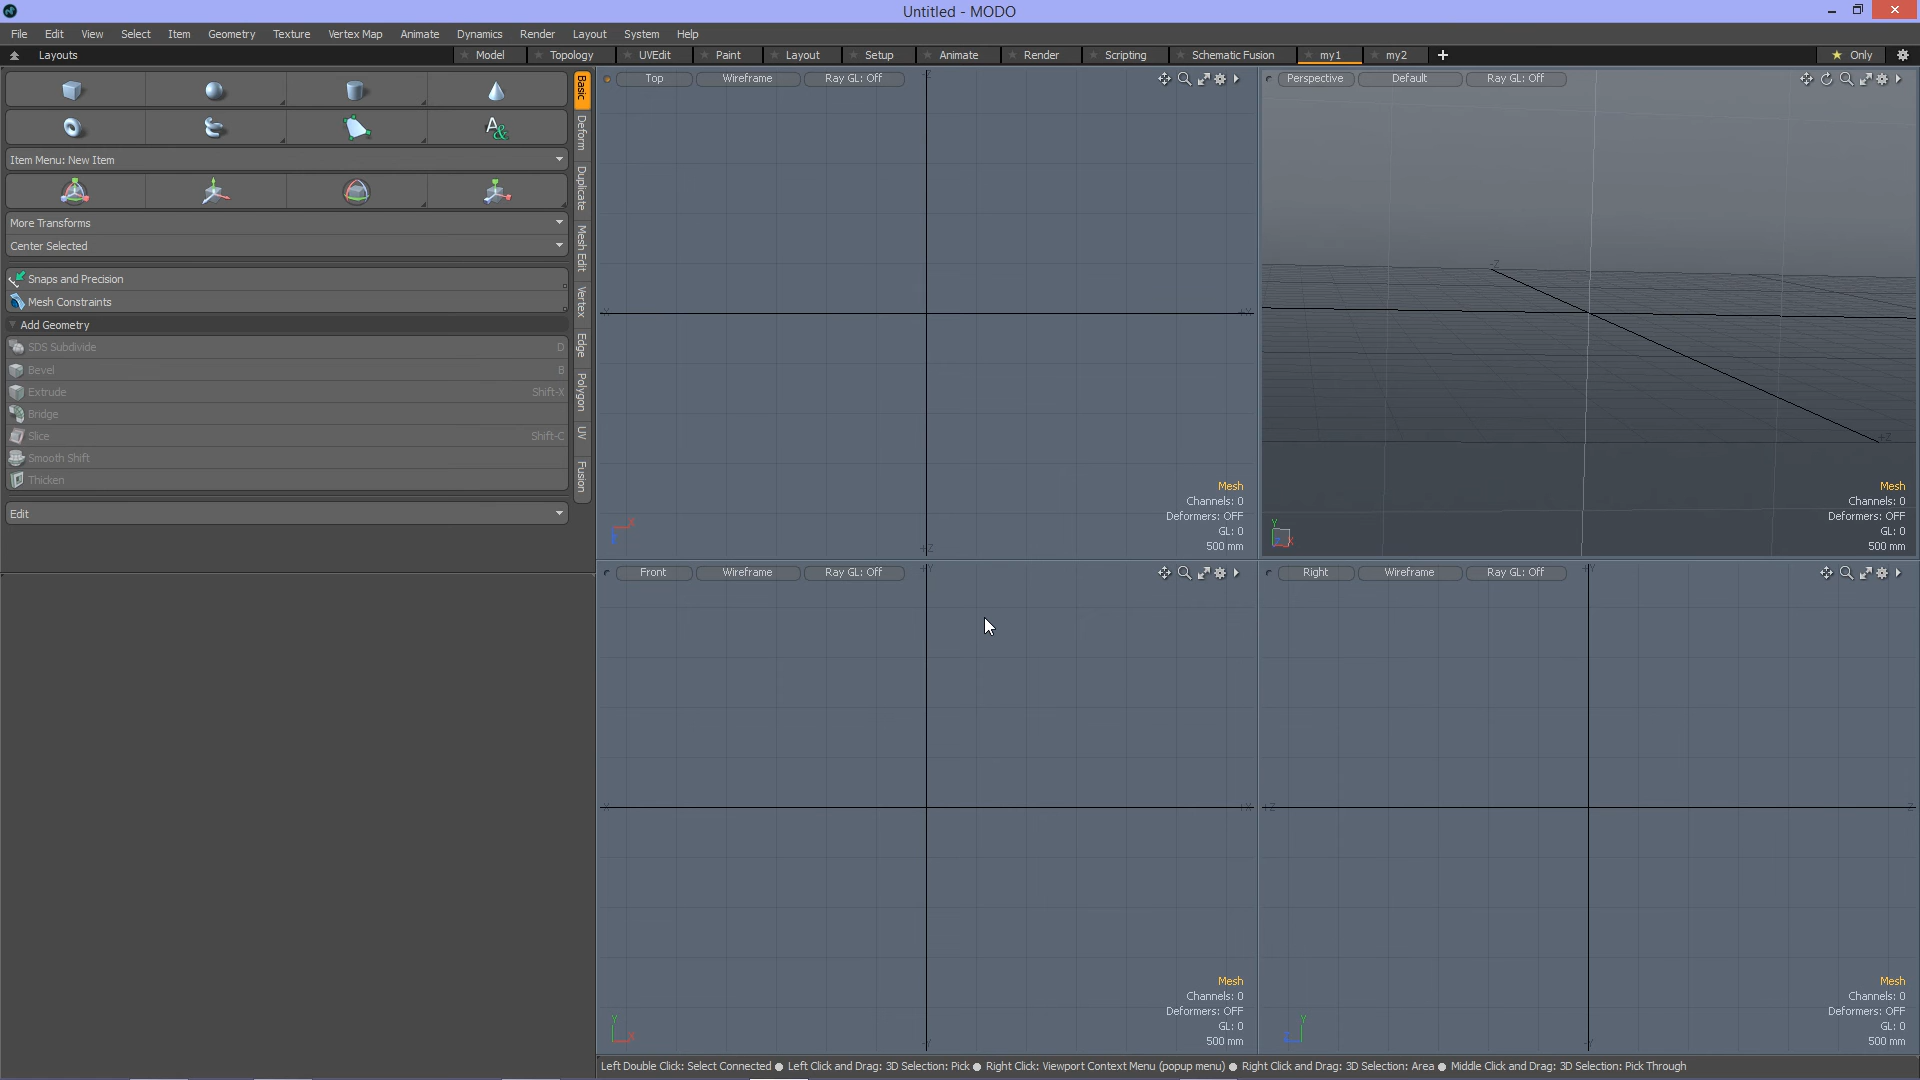 Untitled - MODO
File Edit View Select Item Geometry Texture Vertex Map Animate Dynamics Render Layout System Help
Layouts Model Topology UVEdit Paint Layout Setup Animate Render Scripting Schematic Fusion my1 my2 Only
Top Wireframe Ray GL: Off
Perspective Default Ray GL: Off
Basic
Deform
Duplicate
Mesh Edit
Vertex
Edge
Polygon
UV
Fusion
Item Menu: New Item
More Transforms
Center Selected
Snaps and Precision
Mesh Constraints
Add Geometry
SDS Subdivide D
Bevel B
Extrude Shift-X
Bridge
Slice Shift-C
Smooth Shift
Thicken
Edit
Mesh
Channels: 0
Deformers: OFF
GL: 0
500 mm
Mesh
Channels: 0
Deformers: OFF
GL: 0
500 mm
Front Wireframe Ray GL: Off
Right Wireframe Ray GL: Off
Mesh
Channels: 0
Deformers: OFF
GL: 0
500 mm
Mesh
Channels: 0
Deformers: OFF
GL: 0
500 mm
Left Double Click: Select Connected ● Left Click and Drag: 3D Selection: Pick ● Right Click: Viewport Context Menu (popup menu) ● Right Click and Drag: 3D Selection: Area ● Middle Click and Drag: 3D Selection: Pick Through